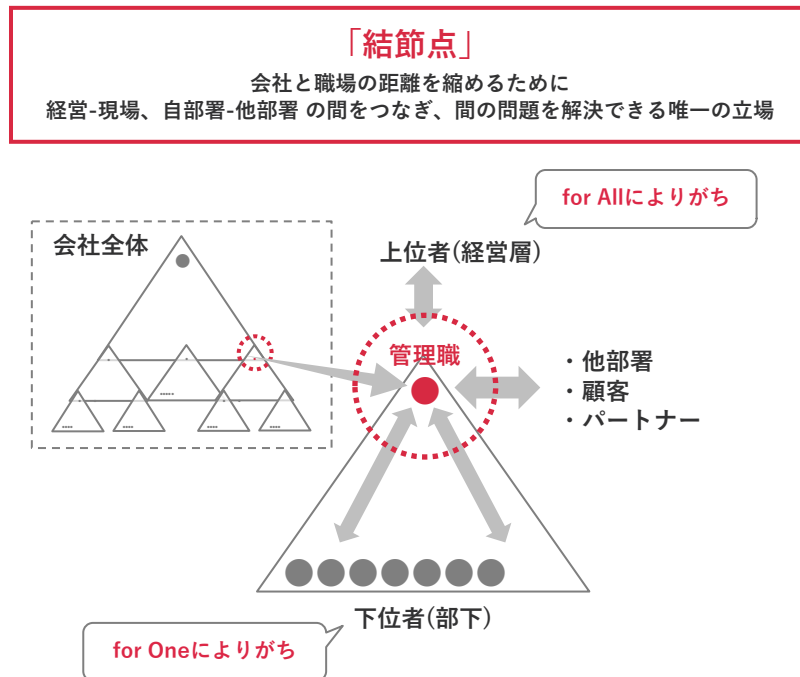 「結節点」
会社と職場の距離を縮めるために
経営-現場、自部署-他部署 の間をつなぎ、間の問題を解決できる唯一の立場
for Allによりがち
会社全体
上位者(経営層)
管理職
・他部署
・顧客
・パートナー
下位者(部下)
for Oneによりがち